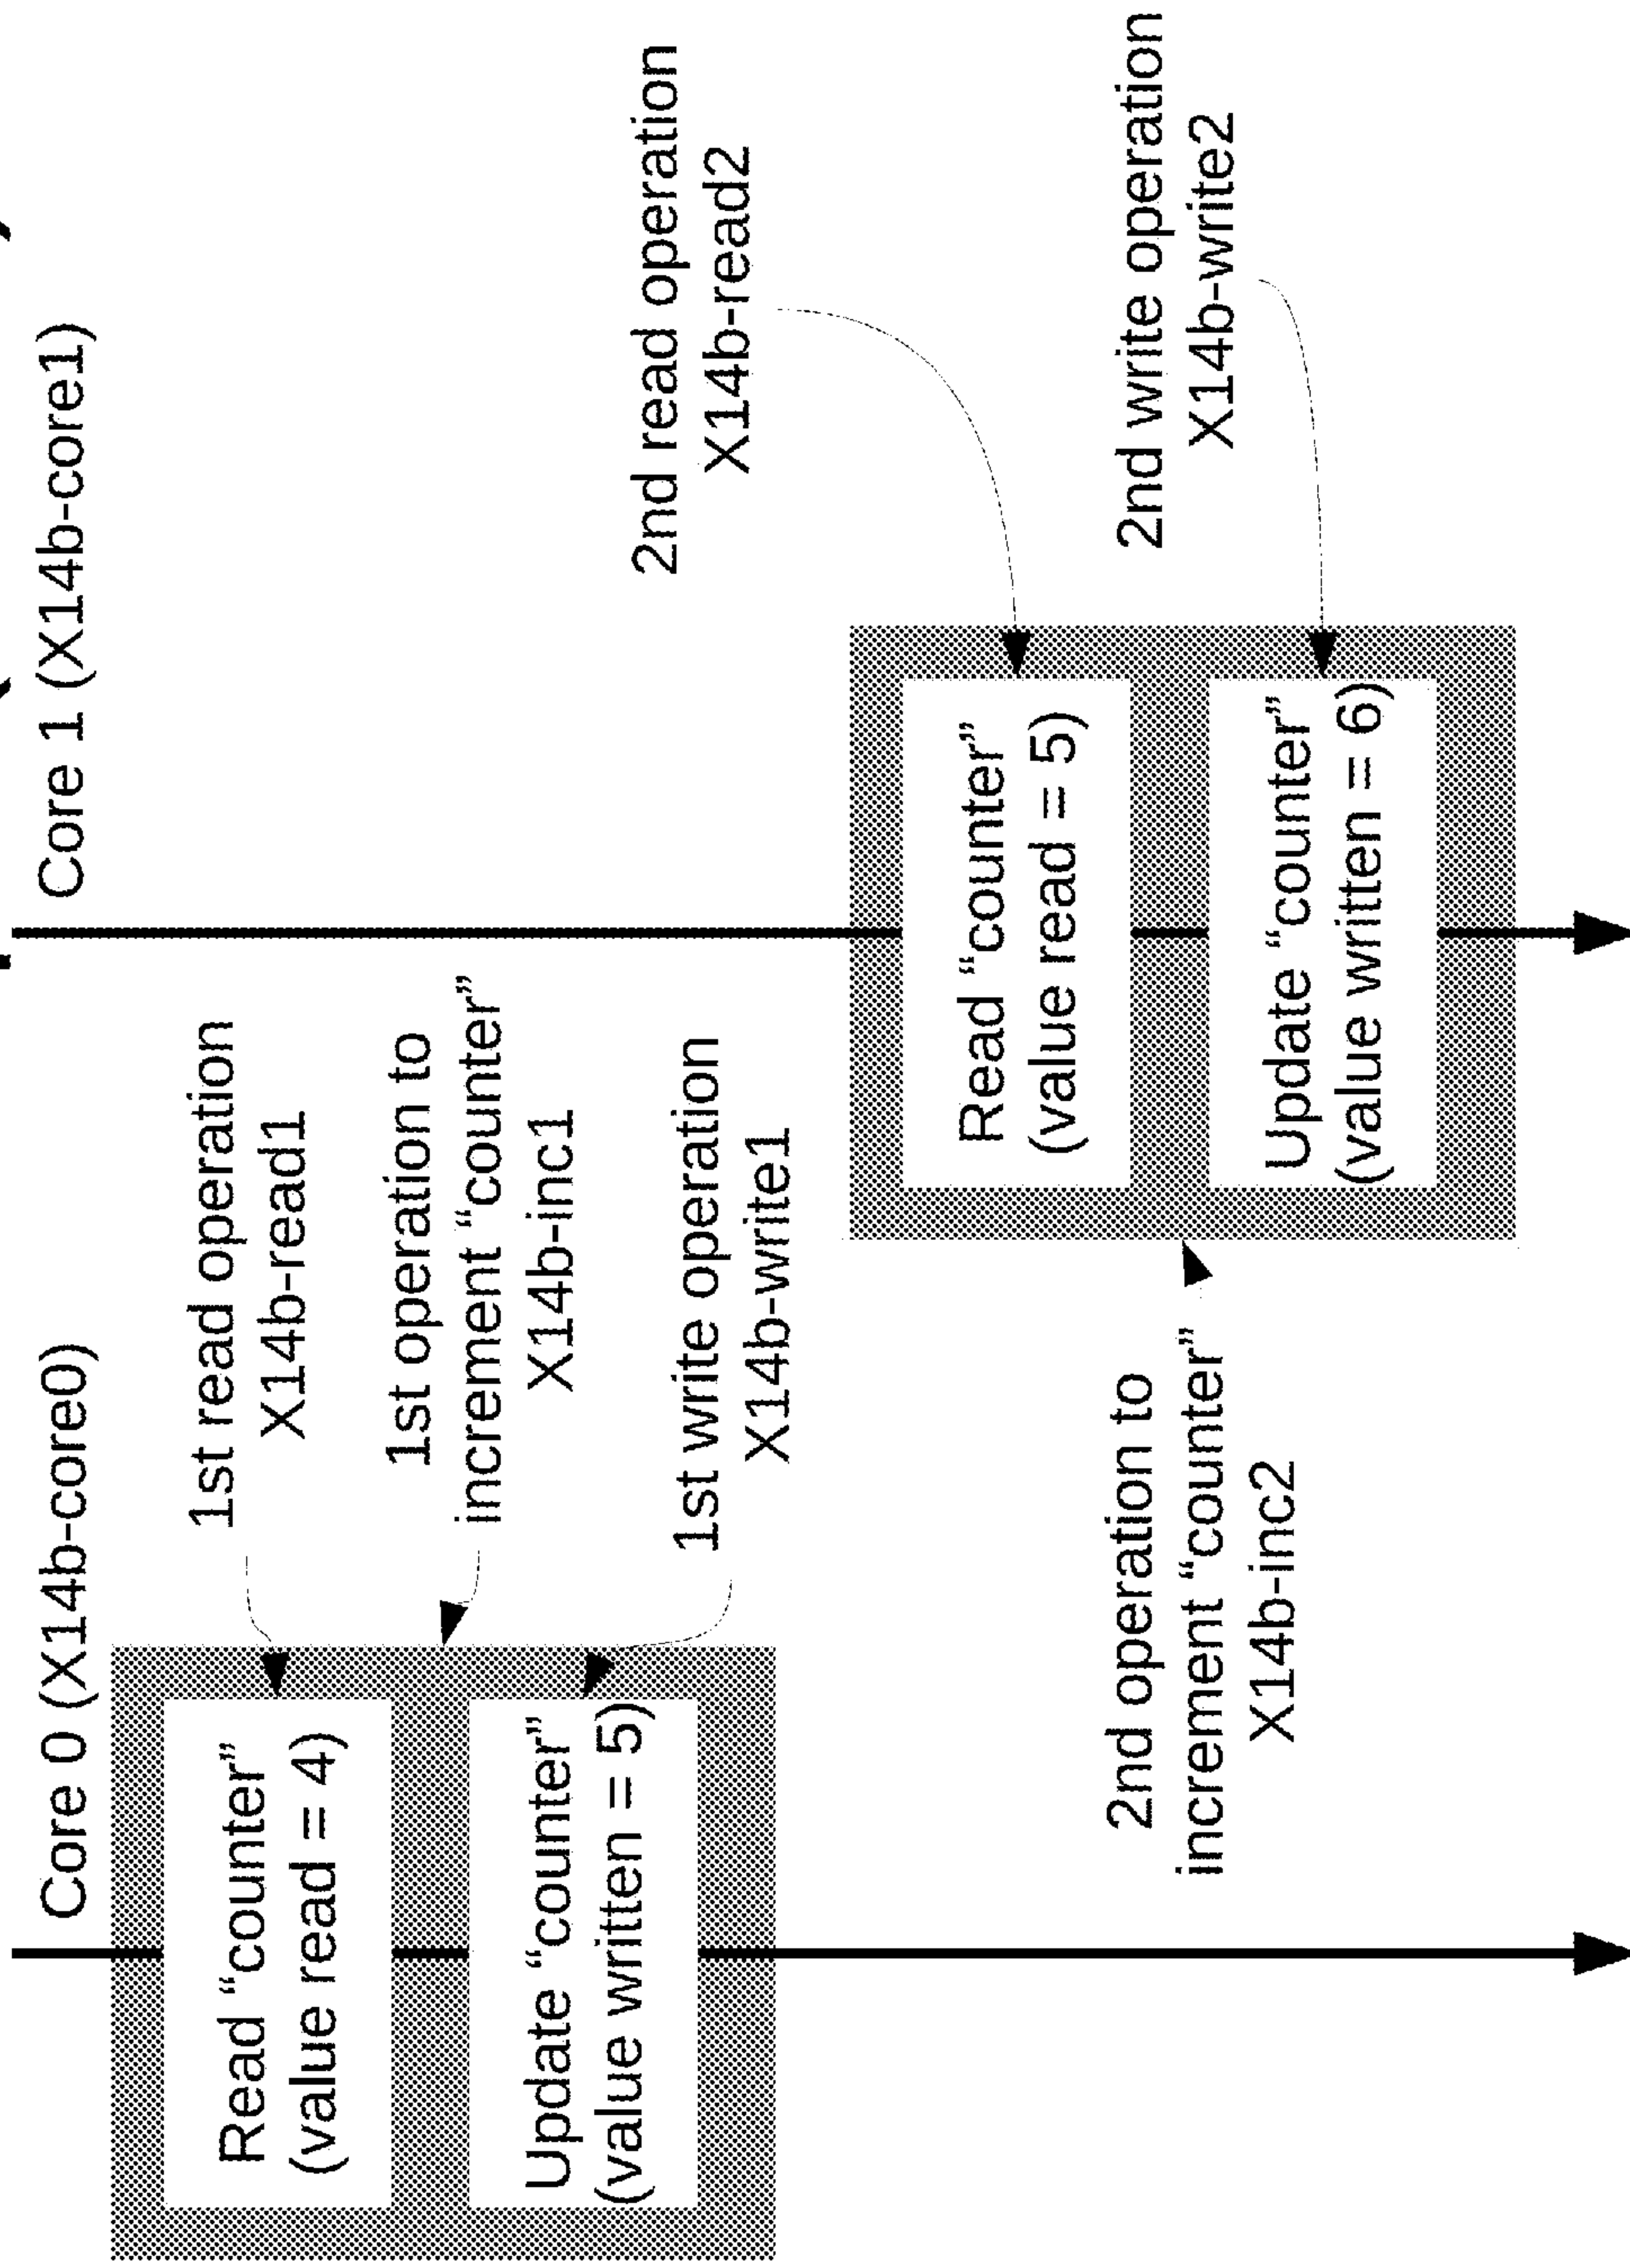 Core 0 (X14b-core0)
Core 1 (X14b-core1)
Read “counter”
(value read = 4)
1st read operation
X14b-read1
1st operation to
increment “counter”
X14b-inc1
Update “counter”
(value written = 5)
1st write operation
X14b-write1
2nd read operation
X14b-read2
Read “counter”
(value read = 5)
2nd operation to
increment “counter”
X14b-inc2
2nd write operation
X14b-write2
Update “counter”
(value written = 6)